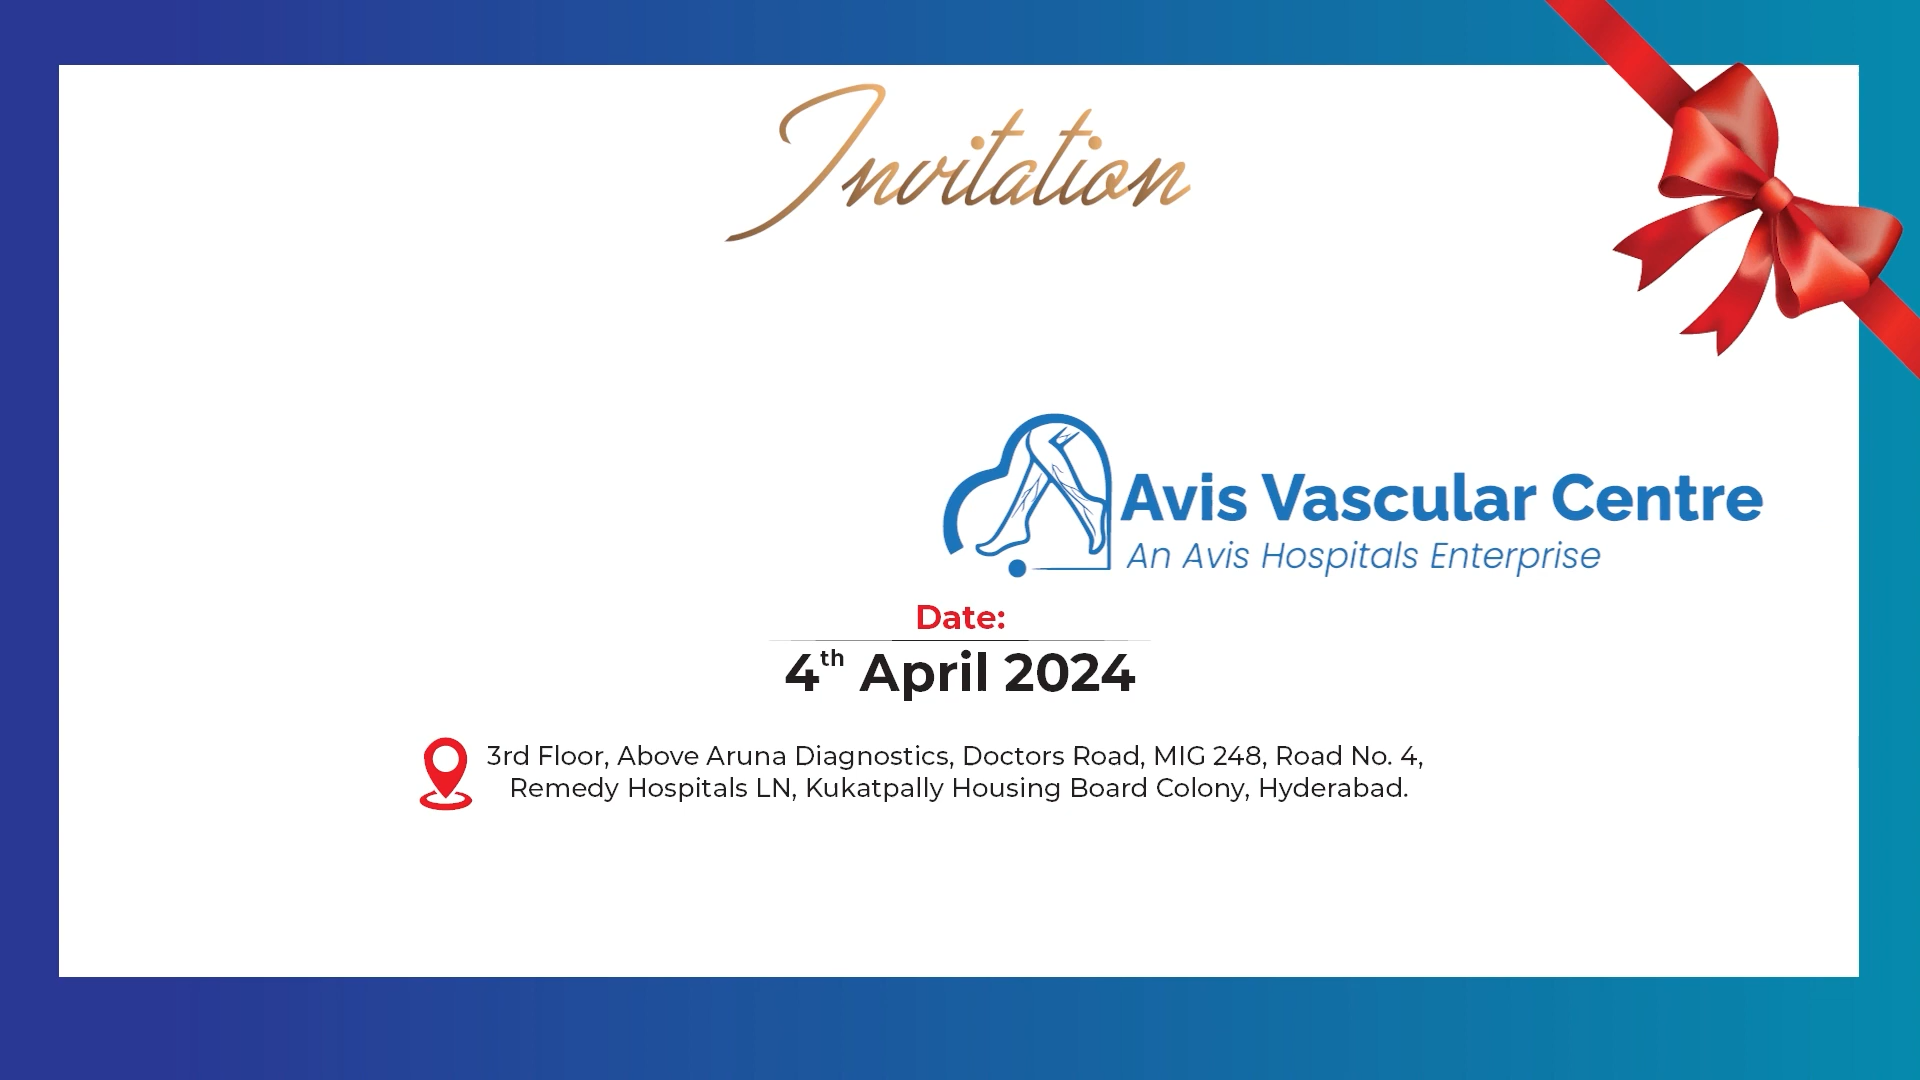 Invitation
Avis Vascular Centre
An Avis Hospitals Enterprise
Date:
4th April 2024
3rd Floor, Above Aruna Diagnostics, Doctors Road, MIG 248, Road No. 4,
Remedy Hospitals LN, Kukatpally Housing Board Colony, Hyderabad.